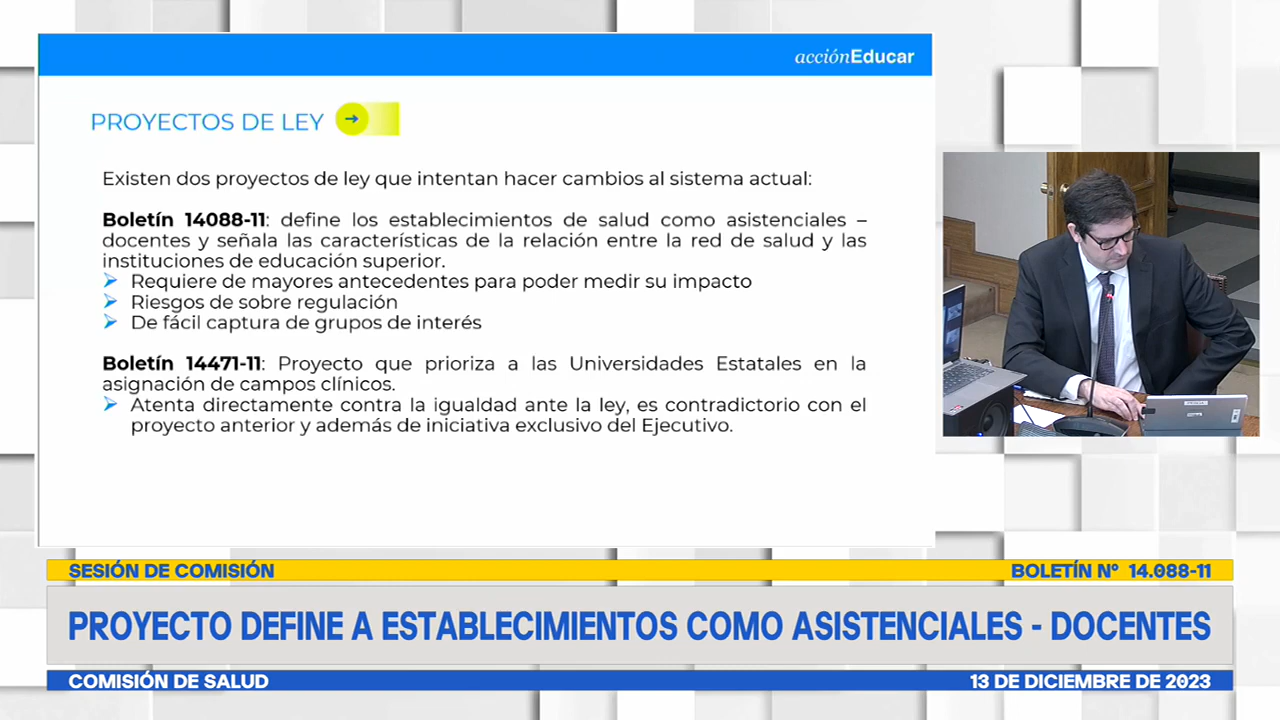 acciónEducar
PROYECTOS DE LEY
Existen dos proyectos de ley que intentan hacer cambios al sistema actual:
Boletín 14088-11: define los establecimientos de salud como asistenciales –
docentes y señala las características de la relación entre la red de salud y las
instituciones de educación superior.
Requiere de mayores antecedentes para poder medir su impacto
Riesgos de sobre regulación
De fácil captura de grupos de interés
Boletín 14471-11: Proyecto que prioriza a las Universidades Estatales en la
asignación de campos clínicos.
Atenta directamente contra la igualdad ante la ley, es contradictorio con el
proyecto anterior y además de iniciativa exclusivo del Ejecutivo.
SESIÓN DE COMISIÓN
BOLETÍN Nº 14.088-11
PROYECTO DEFINE A ESTABLECIMIENTOS COMO ASISTENCIALES - DOCENTES
COMISIÓN DE SALUD
13 DE DICIEMBRE DE 2023